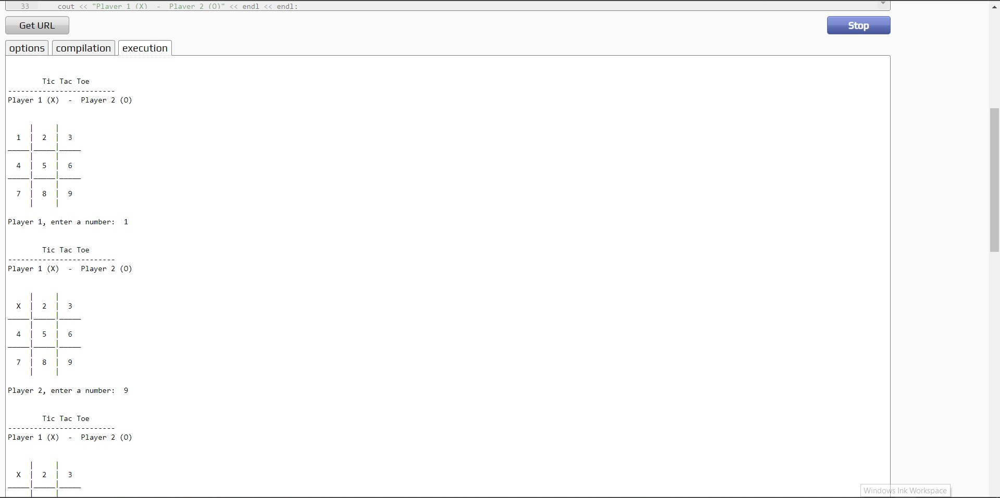 33 cout << "Player 1 (X)  -  Player 2 (O)" << endl << endl;
Get URL
Stop
options
compilation
execution
Tic Tac Toe
-------------------------
Player 1 (X)  -  Player 2 (O)
     |     |
  1  |  2  |  3
_____|_____|_____
     |     |
  4  |  5  |  6
_____|_____|_____
     |     |
  7  |  8  |  9
     |     |
Player 1, enter a number:  1
Tic Tac Toe
-------------------------
Player 1 (X)  -  Player 2 (O)
     |     |
  X  |  2  |  3
_____|_____|_____
     |     |
  4  |  5  |  6
_____|_____|_____
     |     |
  7  |  8  |  9
     |     |
Player 2, enter a number:  9
Tic Tac Toe
-------------------------
Player 1 (X)  -  Player 2 (O)
     |     |
  X  |  2  |  3
_____|_____|_____
     |     |
Windows Ink Workspace